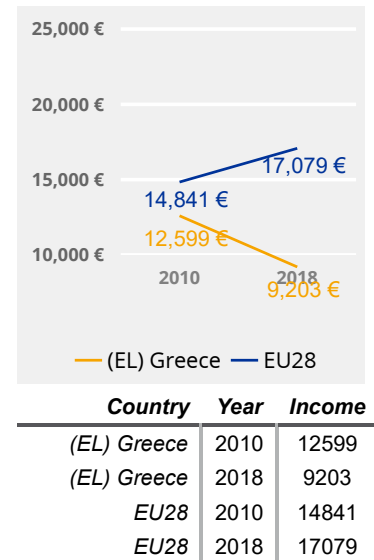 25,000 €
20,000 €
15,000 €
10,000 €
17,079 €
14,841 €
12,599 €
2010 2018
9,203 €
(EL) Greece EU28
Country Year Income
(EL) Greece 2010 12599
(EL) Greece 2018 9203
EU28 2010 14841
EU28 2018 17079